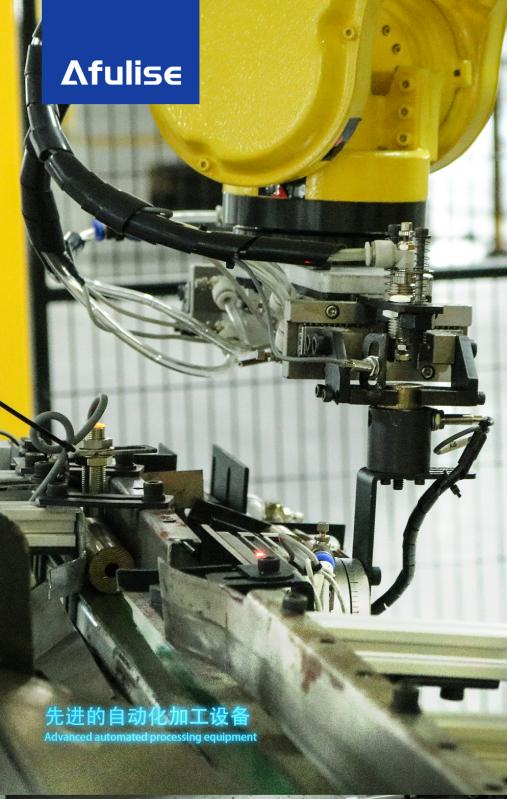 Afulise
先进的自动化加工设备
Advanced automated processing equipment